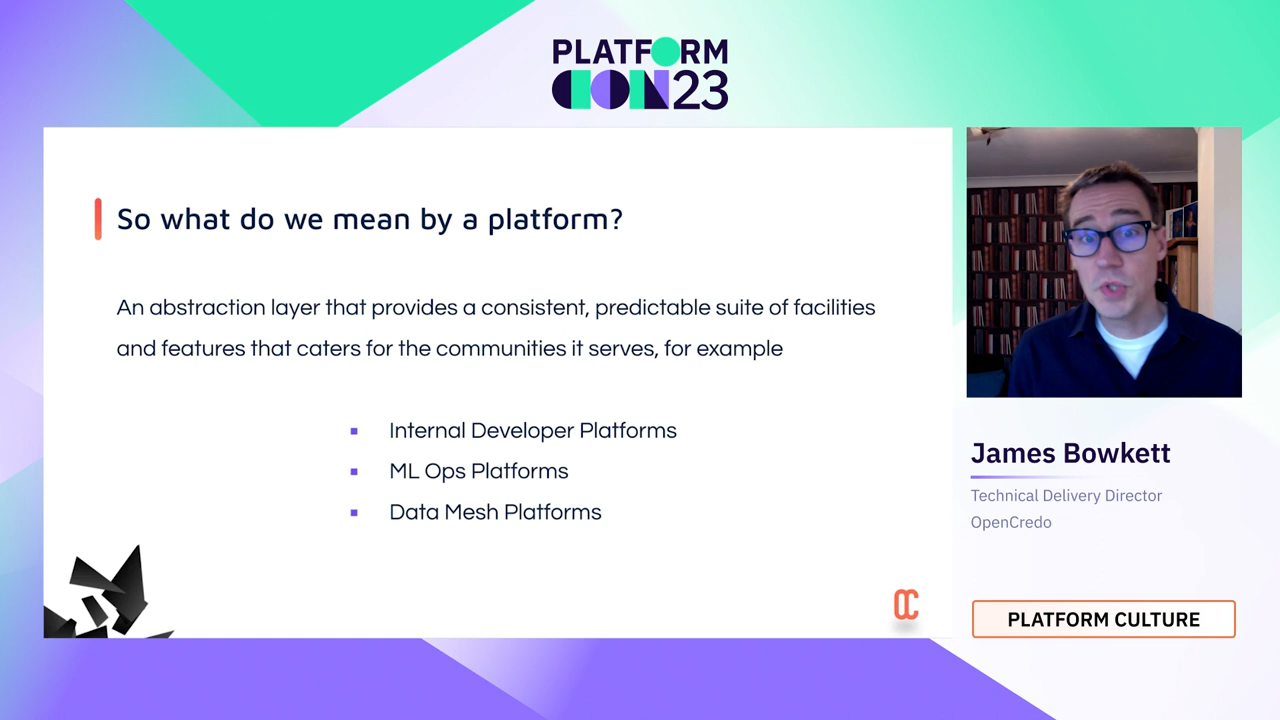 PLATFORM
CON23
So what do we mean by a platform?
An abstraction layer that provides a consistent, predictable suite of facilities
and features that caters for the communities it serves, for example
▪ Internal Developer Platforms
▪ ML Ops Platforms
▪ Data Mesh Platforms
OC
James Bowkett
Technical Delivery Director
OpenCredo
PLATFORM CULTURE